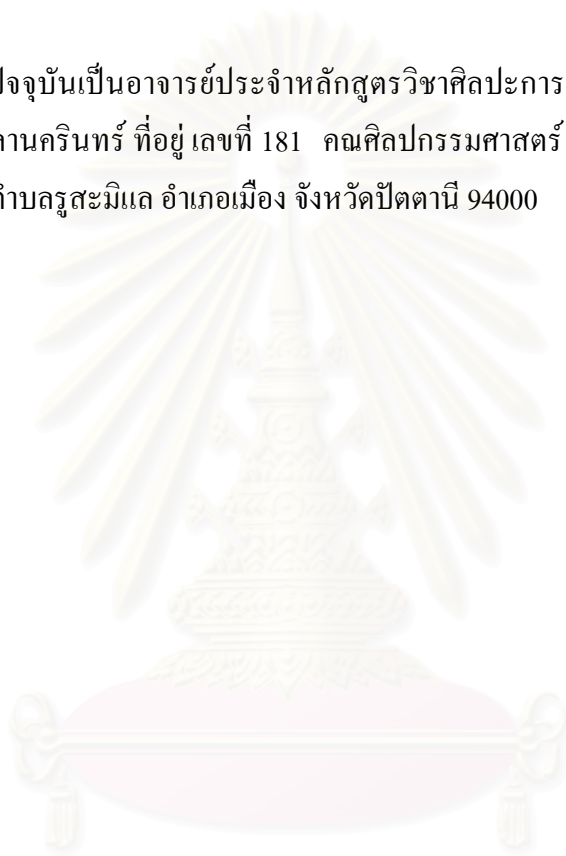 ปัจจุบันเป็นอาจารย์ประจำหลักสูตรวิชาศิลปะการ
ลานครินทร์ ที่อยู่ เลขที่ 181 คณศิลปกรรมศาสตร์
ตำบลรูสะมิแล อำเภอเมือง จังหวัดปัตตานี 94000